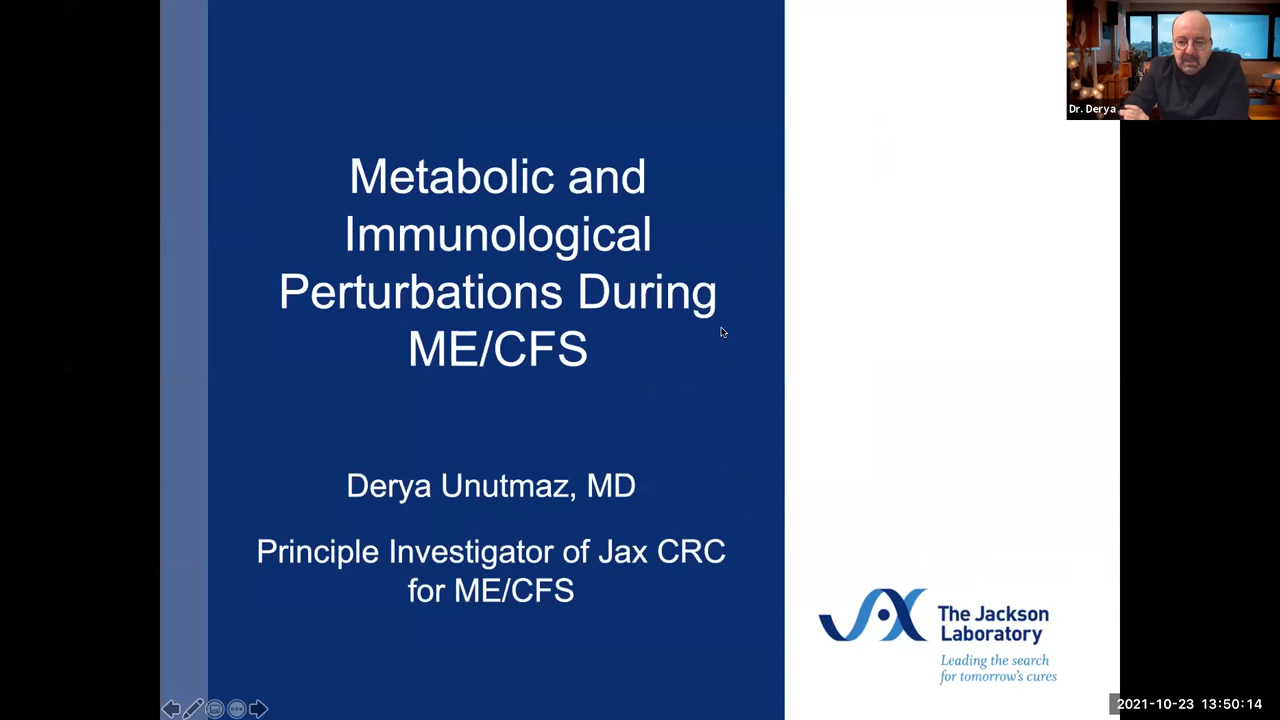 Metabolic and
Immunological
Perturbations During
ME/CFS
Derya Unutmaz, MD
Principle Investigator of Jax CRC
for ME/CFS
JAX
The Jackson
Laboratory
Leading the search
for tomorrow's cures
Dr. Derya
2021-10-23 13:50:14